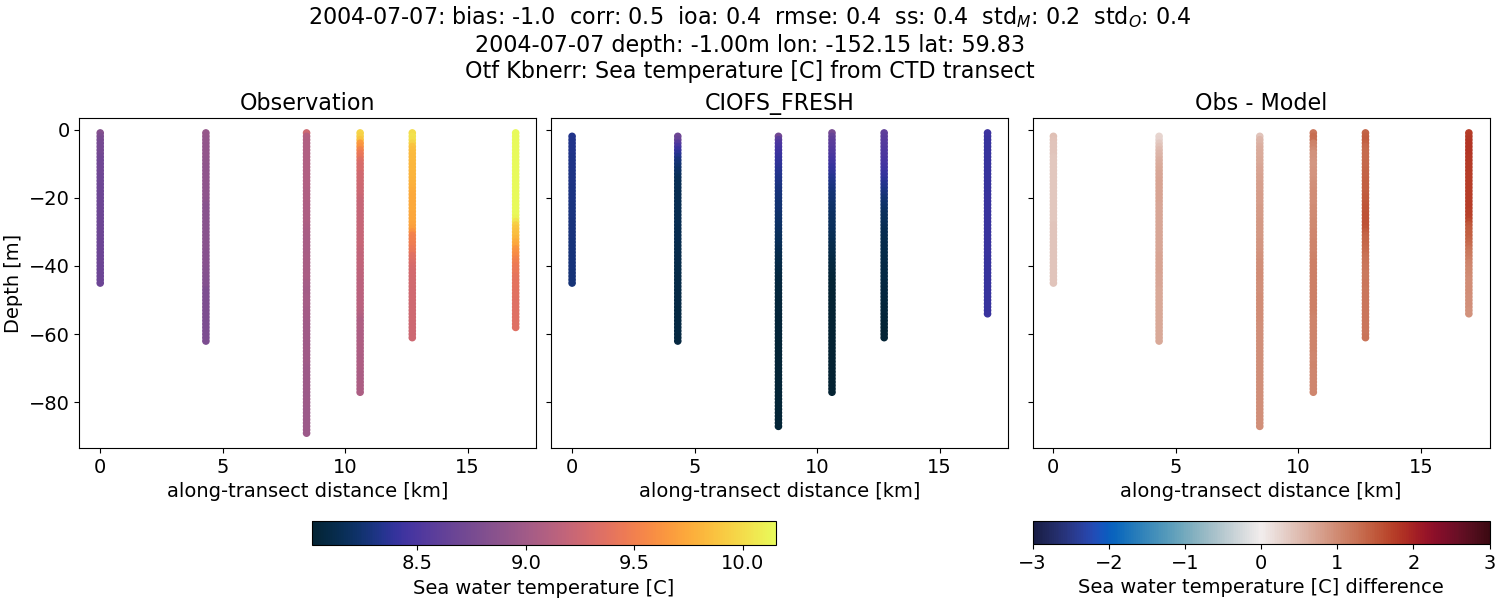 2004-07-07: bias: -1.0 corr: 0.5 ioa: 0.4 rmse: 0.4 ss: 0.4 std_M: 0.2 std_O: 0.4
2004-07-07 depth: -1.00m lon: -152.15 lat: 59.83
Otf Kbnerr: Sea temperature [C] from CTD transect
Observation
CIOFS_FRESH
Obs - Model
Depth [m]
0
−20
−40
−60
−80
0 5 10 15
0 5 10 15
0 5 10 15
along-transect distance [km]
along-transect distance [km]
along-transect distance [km]
8.5 9.0 9.5 10.0
Sea water temperature [C]
−3 −2 −1 0 1 2 3
Sea water temperature [C] difference